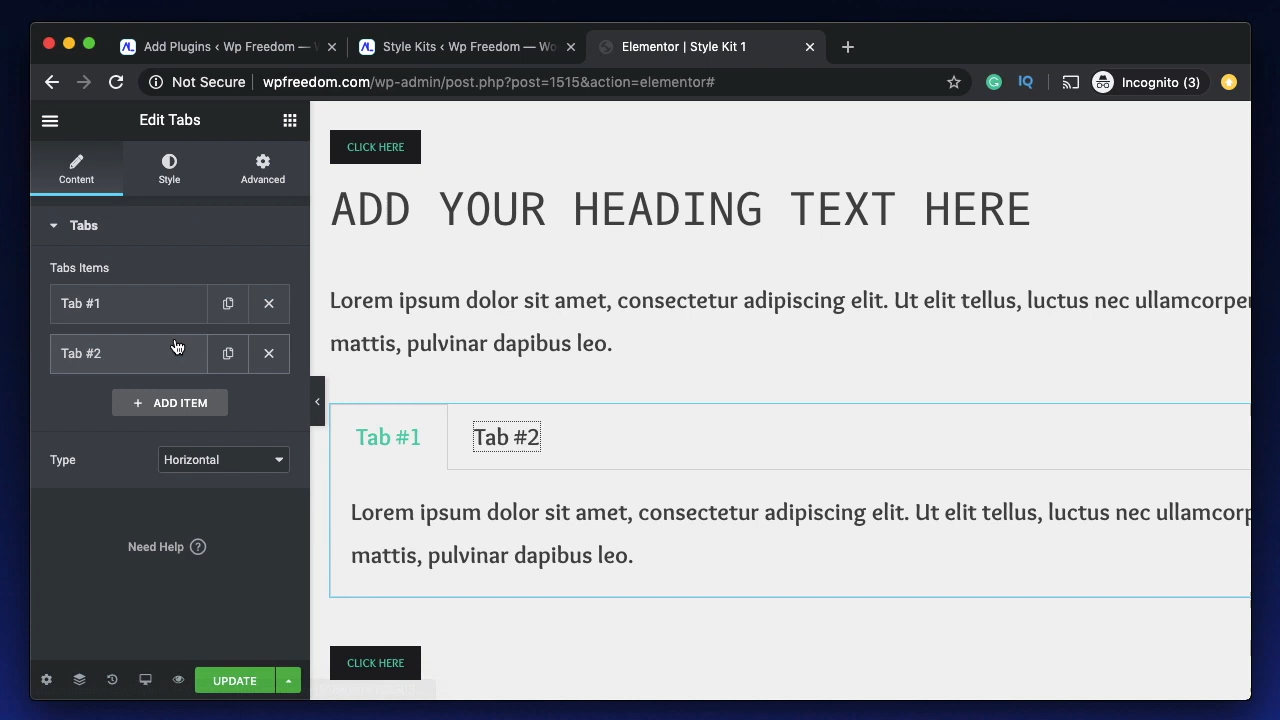 Add Plugins ‹ Wp Freedom —
Style Kits ‹ Wp Freedom — Wo
Elementor | Style Kit 1
Not Secure
wpfreedom.com/wp-admin/post.php?post=1515&action=elementor#
IQ
Incognito (3)
Edit Tabs
Content
Style
Advanced
Tabs
Tabs Items
Tab #1
Tab #2
+ ADD ITEM
Type
Horizontal
Need Help ?
UPDATE
CLICK HERE
ADD YOUR HEADING TEXT HERE
Lorem ipsum dolor sit amet, consectetur adipiscing elit. Ut elit tellus, luctus nec ullamcorper
mattis, pulvinar dapibus leo.
Tab #1
Tab #2
Lorem ipsum dolor sit amet, consectetur adipiscing elit. Ut elit tellus, luctus nec ullamcorp
mattis, pulvinar dapibus leo.
CLICK HERE